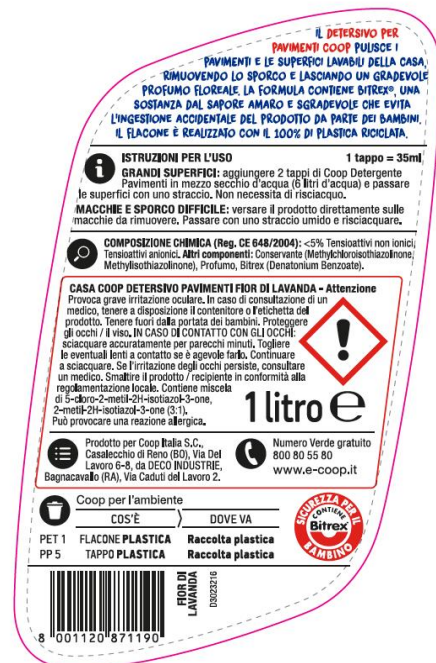 IL DETERSIVO PER
PAVIMENTI COOP PULISCE I
PAVIMENTI E LE SUPERFICI LAVABILI DELLA CASA,
RIMUOVENDO LO SPORCO E LASCIANDO UN GRADEVOLE
PROFUMO FLOREALE. LA FORMULA CONTIENE BITREX®, UNA
SOSTANZA DAL SAPORE AMARO E SGRADEVOLE CHE EVITA
L'INGESTIONE ACCIDENTALE DEL PRODOTTO DA PARTE DEI BAMBINI.
IL FLACONE È REALIZZATO CON IL 100% DI PLASTICA RICICLATA.
ISTRUZIONI PER L'USO 1 tappo = 35ml
GRANDI SUPERFICI: aggiungere 2 tappi di Coop Detergente
Pavimenti in mezzo secchio d'acqua (6 litri d'acqua) e passare
le superfici con uno straccio. Non necessita di risciacquo.
MACCHIE E SPORCO DIFFICILE: versare il prodotto direttamente sulle
macchie da rimuovere. Passare con uno straccio umido e risciacquare.
COMPOSIZIONE CHIMICA (Reg. CE 648/2004): <5% Tensioattivi non ionici,
Tensioattivi anionici. Altri componenti: Conservante (Methylchloroisothiazolinone,
Methylisothiazolinone), Profumo, Bitrex (Denatonium Benzoate).
CASA COOP DETERSIVO PAVIMENTI FIOR DI LAVANDA - Attenzione
Provoca grave irritazione oculare. In caso di consultazione di un
medico, tenere a disposizione il contenitore o l'etichetta del
prodotto. Tenere fuori dalla portata dei bambini. Proteggere
gli occhi / il viso. IN CASO DI CONTATTO CON GLI OCCHI:
sciacquare accuratamente per parecchi minuti. Togliere
le eventuali lenti a contatto se è agevole farlo. Continuare
a sciacquare. Se l'irritazione degli occhi persiste, consultare
un medico. Smaltire il prodotto / recipiente in conformità alla
regolamentazione locale. Contiene miscela
di 5-cloro-2-metil-2H-isotiazol-3-one,
2-metil-2H-isotiazol-3-one (3:1).
Può provocare una reazione allergica.
1 litro e
Prodotto per Coop Italia S.C.,
Casalecchio di Reno (BO), Via Del
Lavoro 6-8, da DECO INDUSTRIE,
Bagnacavallo (RA), Via Caduti del Lavoro 2.
Numero Verde gratuito
800 80 55 80
www.e-coop.it
Coop per l'ambiente
COS'È DOVE VA
PET 1 FLACONE PLASTICA Raccolta plastica
PP 5 TAPPO PLASTICA Raccolta plastica
SICUREZZA PER IL
CONTIENE
Bitrex®
BAMBINO
FIOR DI
LAVANDA
D3023216
8 001120 871190